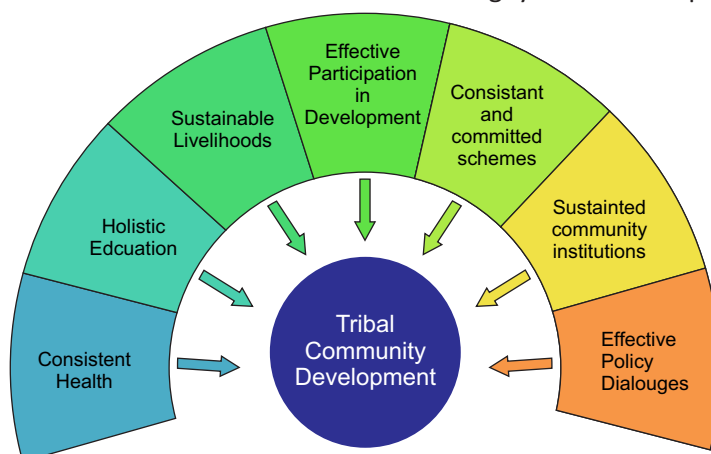 Effective
Participation
in
Development
Consistant
and
committed
schemes
Sustainable
Livelihoods
Sustainted
community
institutions
Holistic
Edcuation
Tribal
Community
Development
Consistent
Health
Effective
Policy
Dialouges